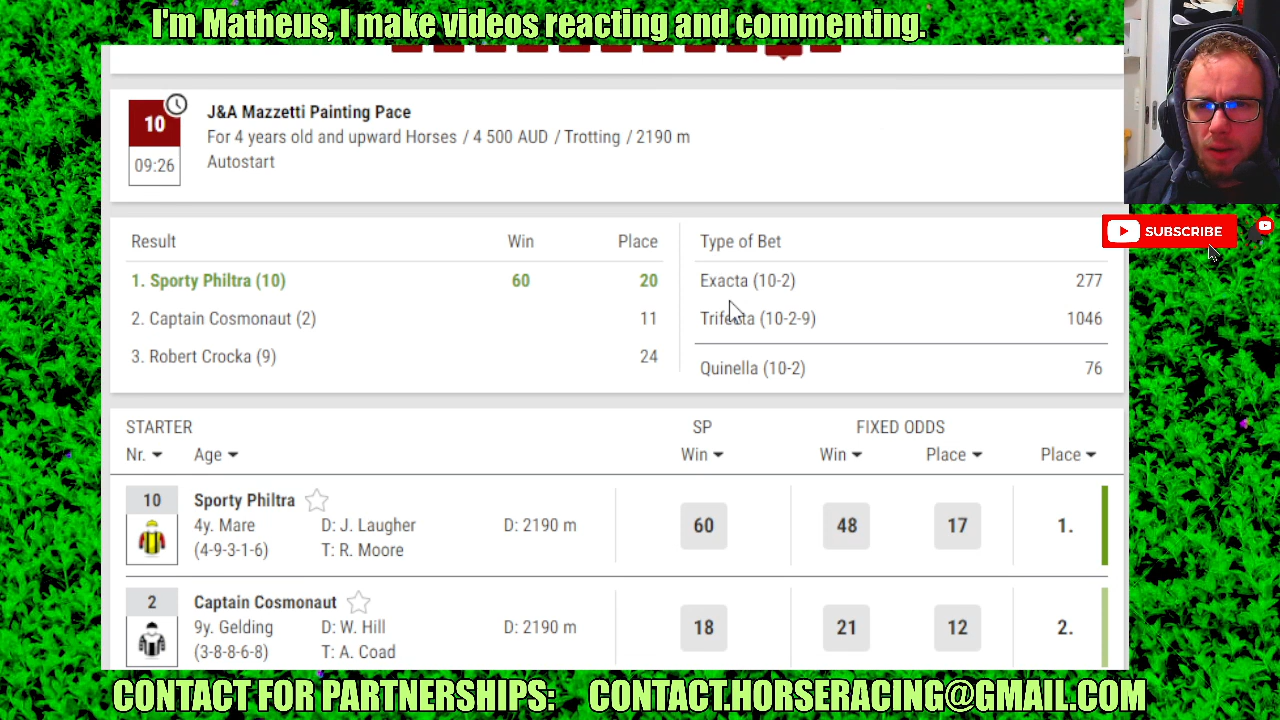 I'm Matheus, I make videos reacting and commenting.
10
09:26
J&A Mazzetti Painting Pace
For 4 years old and upward Horses / 4 500 AUD / Trotting / 2190 m
Autostart
SUBSCRIBE
Result Win Place
1. Sporty Philtra (10) 60 20
2. Captain Cosmonaut (2) 11
3. Robert Crocka (9) 24
Type of Bet
Exacta (10-2) 277
Trifecta (10-2-9) 1046
Quinella (10-2) 76
STARTER SP FIXED ODDS
Nr. Age Win Win Place Place
10 Sporty Philtra
4y. Mare D: J. Laugher D: 2190 m 60 48 17 1.
(4-9-3-1-6) T: R. Moore
2 Captain Cosmonaut
9y. Gelding D: W. Hill D: 2190 m 18 21 12 2.
(3-8-8-6-8) T: A. Coad
CONTACT FOR PARTNERSHIPS: CONTACT.HORSERACING@GMAIL.COM